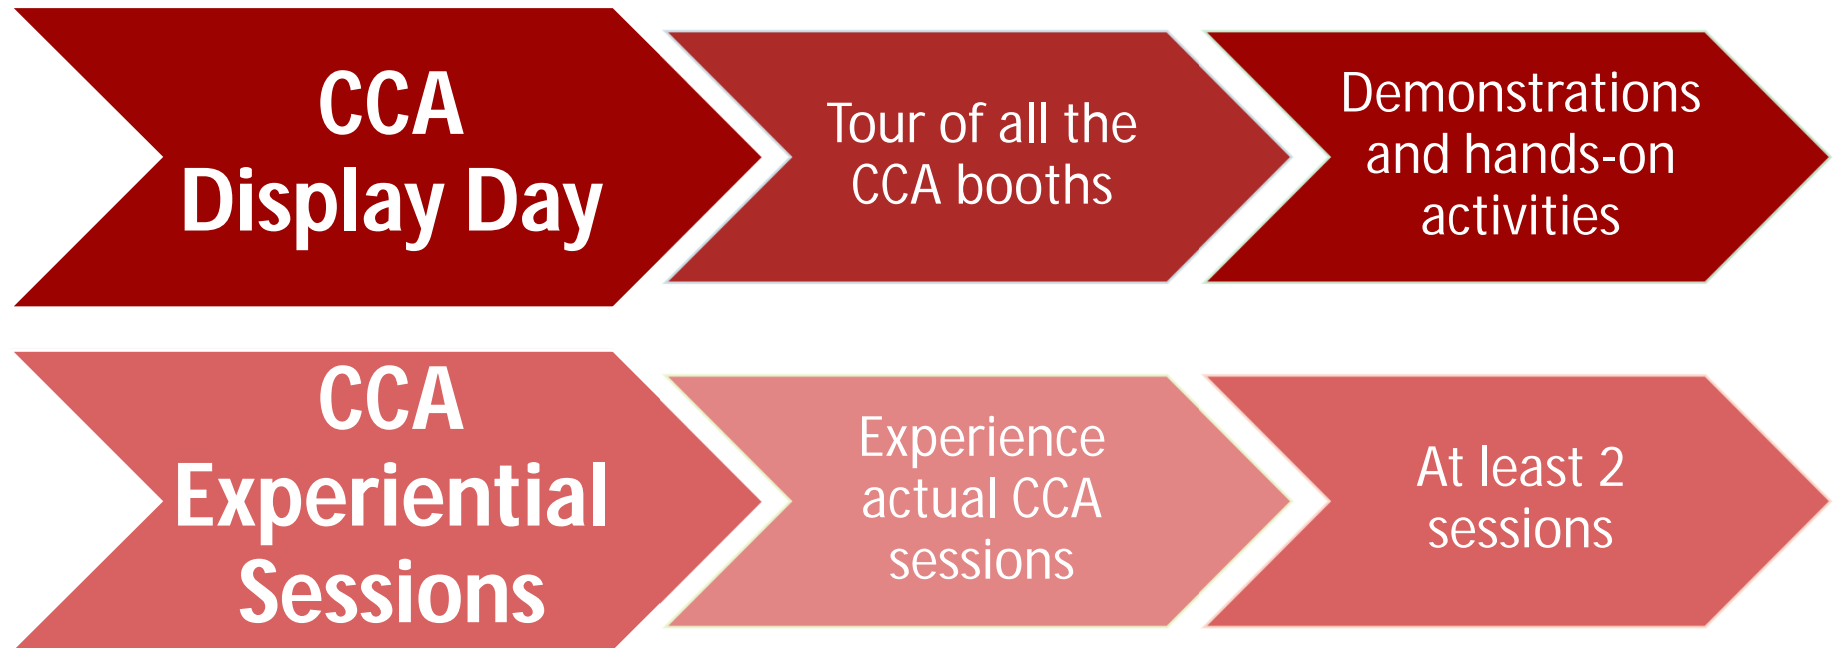 CCA
Display Day
Tour of all the
CCA booths
Demonstrations
and hands-on
activities
CCA
Experiential
Sessions
Experience
actual CCA
sessions
At least 2
sessions